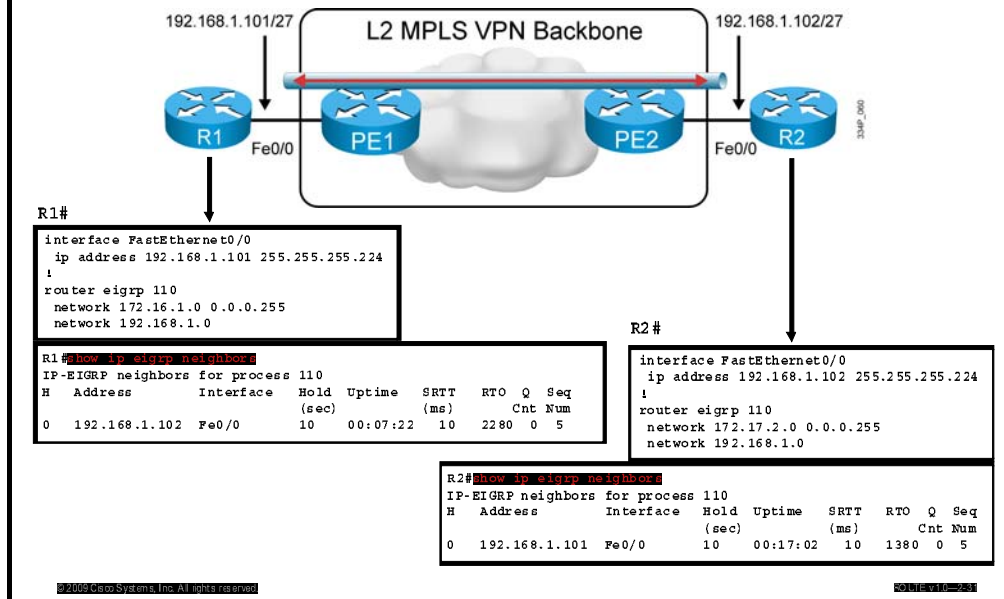 192.168.1.101/27
L2 MPLS VPN Backbone
192.168.1.102/27
R1
Fe0/0
PE1
PE2
Fe0/0
R2
334P_060
R1#
interface FastEthernet0/0
ip address 192.168.1.101 255.255.255.224
!
router eigrp 110
network 172.16.1.0 0.0.0.255
network 192.168.1.0
R1#show ip eigrp neighbors
IP-EIGRP neighbors for process 110
H Address Interface Hold Uptime SRTT RTO Q Seq
(sec) (ms) Cnt Num
0 192.168.1.102 Fe0/0 10 00:07:22 10 2280 0 5
R2#
interface FastEthernet0/0
ip address 192.168.1.102 255.255.255.224
!
router eigrp 110
network 172.17.2.0 0.0.0.255
network 192.168.1.0
R2#show ip eigrp neighbors
IP-EIGRP neighbors for process 110
H Address Interface Hold Uptime SRTT RTO Q Seq
(sec) (ms) Cnt Num
0 192.168.1.101 Fe0/0 10 00:17:02 10 1380 0 5
© 2009 Cisco Systems, Inc. All rights reserved.
ROUTE v1.0—2-31